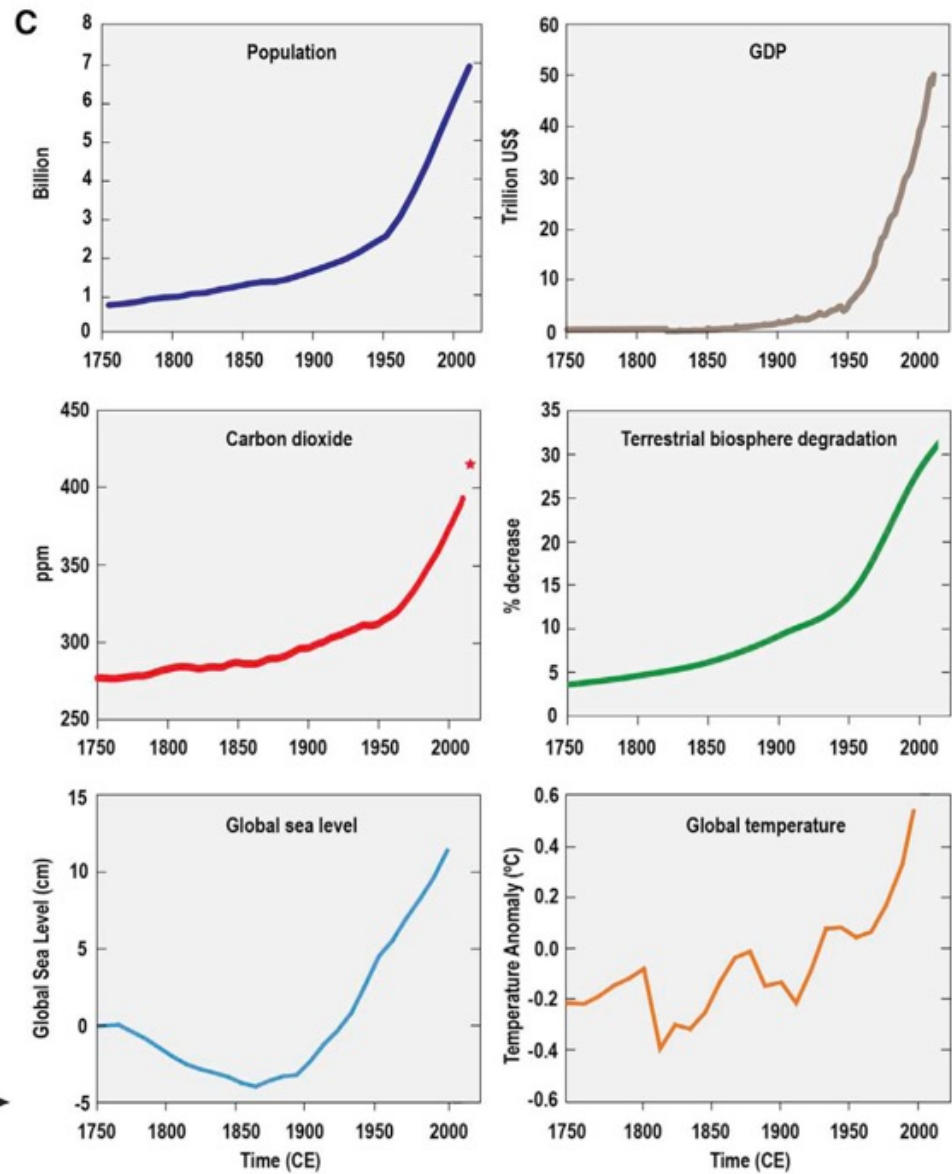 C
Population
Billion
8
7
6
5
4
3
2
1
0
1750 1800 1850 1900 1950 2000
GDP
Trillion US$
60
50
40
30
20
10
0
1750 1800 1850 1900 1950 2000
Carbon dioxide
ppm
450
400
350
300
250
1750 1800 1850 1900 1950 2000
Terrestrial biosphere degradation
% decrease
35
30
25
20
15
10
5
0
1750 1800 1850 1900 1950 2000
Global sea level
Global Sea Level (cm)
15
10
5
0
-5
1750 1800 1850 1900 1950 2000
Time (CE)
Global temperature
Temperature Anomaly (ºC)
0.6
0.4
0.2
0.0
-0.2
-0.4
-0.6
1750 1800 1850 1900 1950 2000
Time (CE)